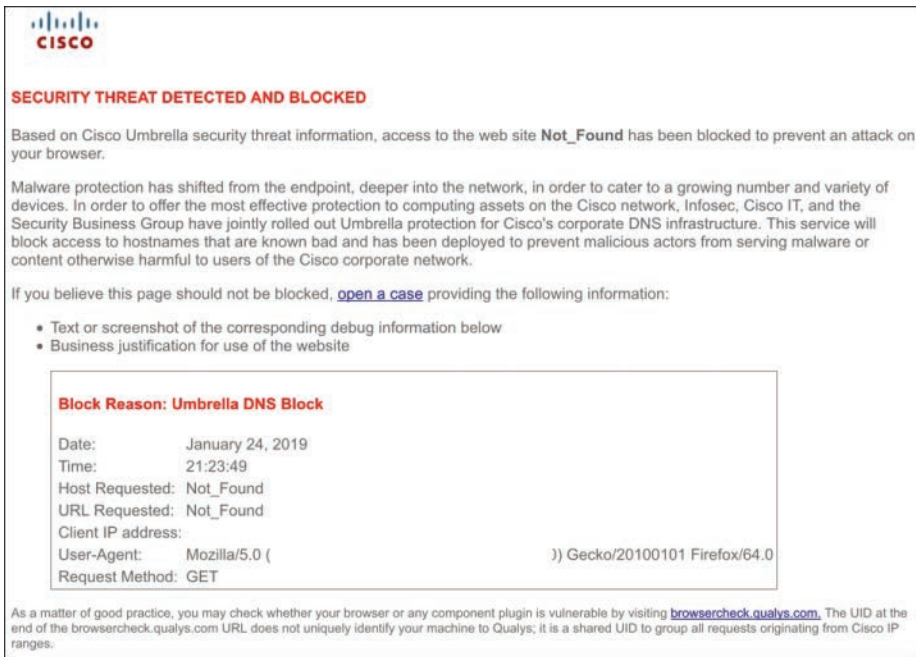 CISCO
SECURITY THREAT DETECTED AND BLOCKED
Based on Cisco Umbrella security threat information, access to the web site Not_Found has been blocked to prevent an attack on
your browser.
Malware protection has shifted from the endpoint, deeper into the network, in order to cater to a growing number and variety of
devices. In order to offer the most effective protection to computing assets on the Cisco network, Infosec, Cisco IT, and the
Security Business Group have jointly rolled out Umbrella protection for Cisco's corporate DNS infrastructure. This service will
block access to hostnames that are known bad and has been deployed to prevent malicious actors from serving malware or
content otherwise harmful to users of the Cisco corporate network.
If you believe this page should not be blocked, open a case providing the following information:
• Text or screenshot of the corresponding debug information below
• Business justification for use of the website
Block Reason: Umbrella DNS Block
Date: January 24, 2019
Time: 21:23:49
Host Requested: Not_Found
URL Requested: Not_Found
Client IP address:
User-Agent: Mozilla/5.0 ( )) Gecko/20100101 Firefox/64.0
Request Method: GET
As a matter of good practice, you may check whether your browser or any component plugin is vulnerable by visiting browsercheck.qualys.com. The UID at the
end of the browsercheck.qualys.com URL does not uniquely identify your machine to Qualys; it is a shared UID to group all requests originating from Cisco IP
ranges.